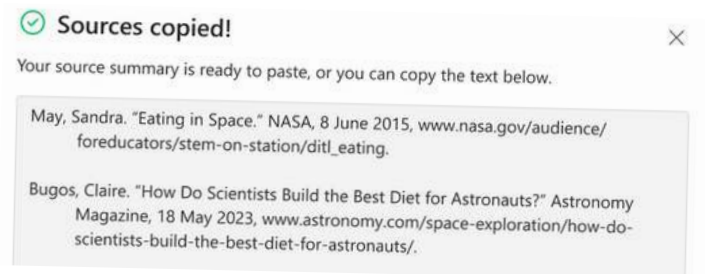 Sources copied!
Your source summary is ready to paste, or you can copy the text below.
May, Sandra. "Eating in Space." NASA, 8 June 2015, www.nasa.gov/audience/
foreducators/stem-on-station/ditl_eating.
Bugos, Claire. "How Do Scientists Build the Best Diet for Astronauts?" Astronomy
Magazine, 18 May 2023, www.astronomy.com/space-exploration/how-do-
scientists-build-the-best-diet-for-astronauts/.